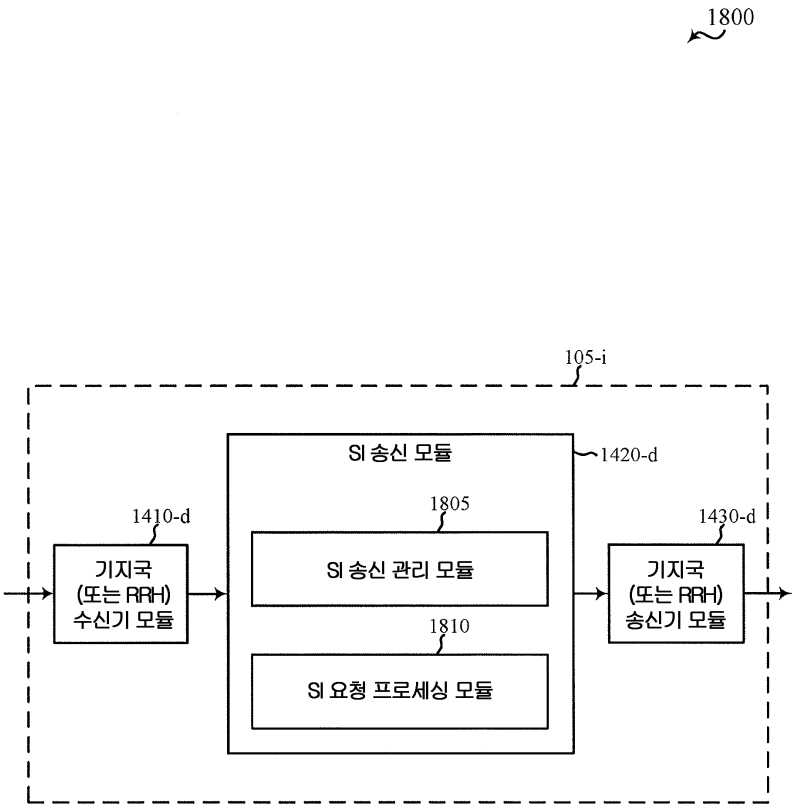 1800
105-i
SI 송신 모듈
1420-d
1410-d
기지국
(또는 RRH)
수신기 모듈
1805
SI 송신 관리 모듈
1810
SI 요청 프로세싱 모듈
1430-d
기지국
(또는 RRH)
송신기 모듈